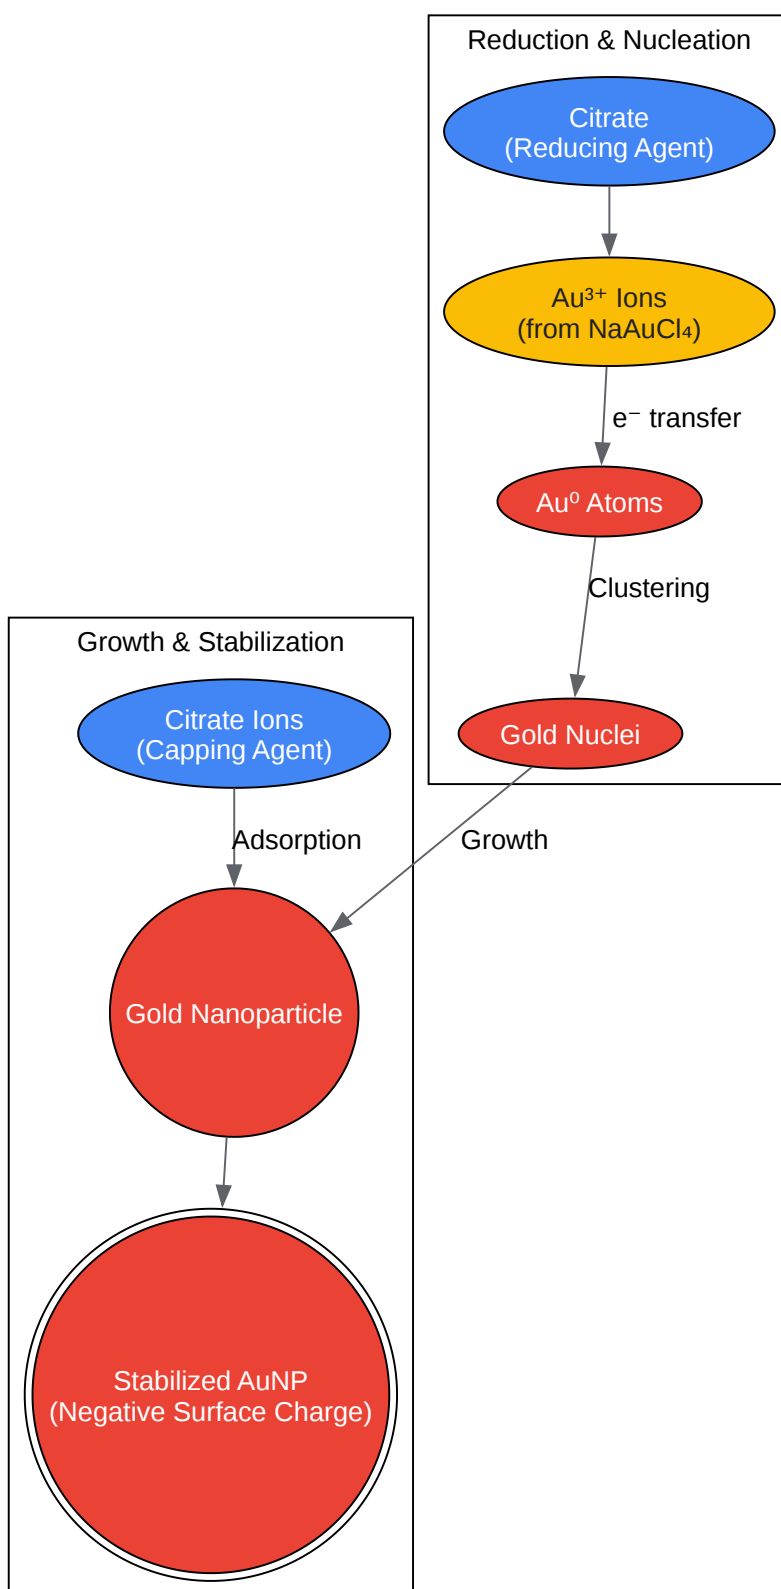 Reduction & Nucleation
Citrate
(Reducing Agent)
Au³⁺ Ions
(from NaAuCl₄)
e⁻ transfer
Au⁰ Atoms
Clustering
Gold Nuclei
Growth & Stabilization
Citrate Ions
(Capping Agent)
Adsorption
Growth
Gold Nanoparticle
Stabilized AuNP
(Negative Surface Charge)